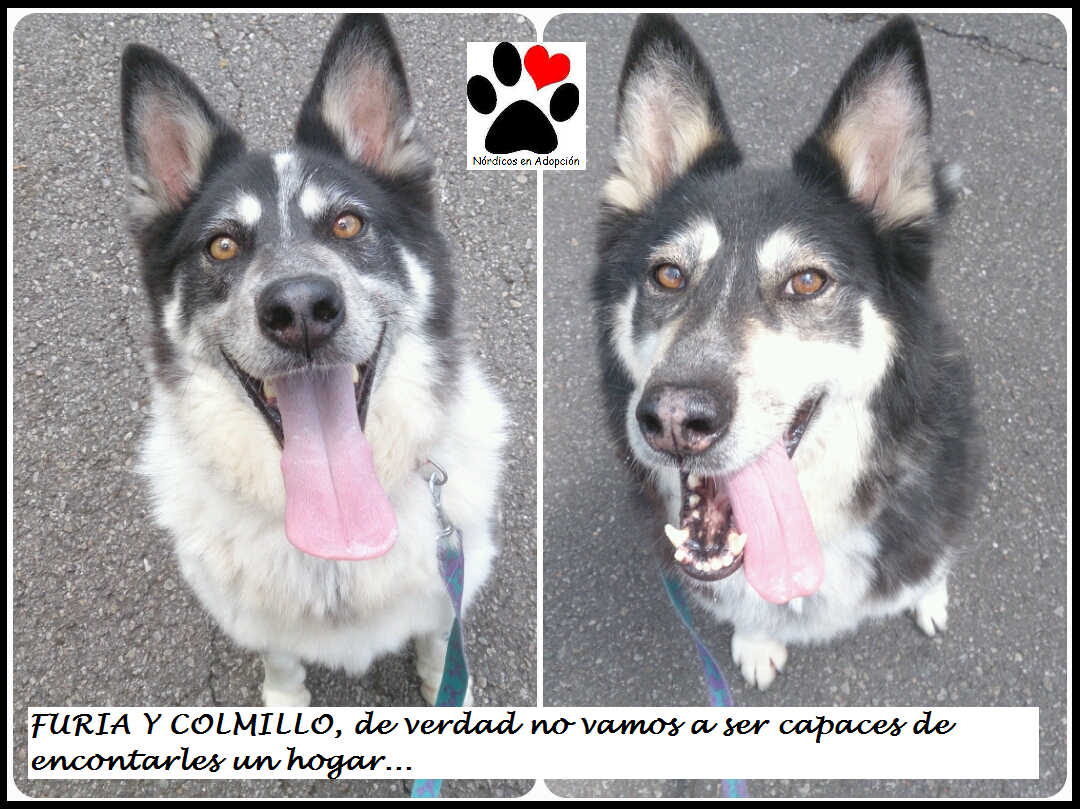 Nórdicos en Adopción
FURIA Y COLMILLO, de verdad no vamos a ser capaces de
encontarles un hogar...